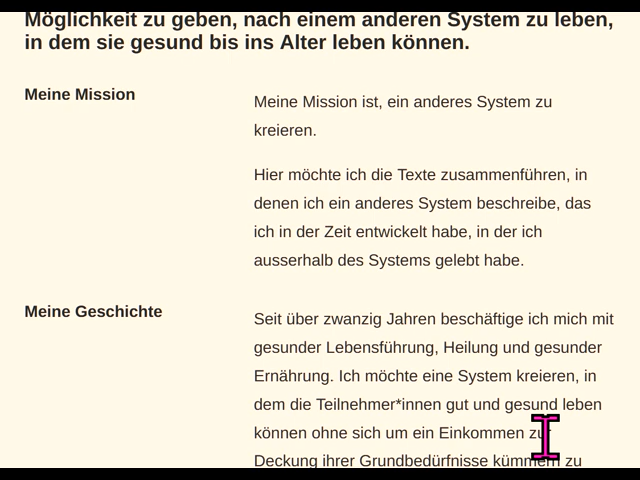 Möglichkeit zu geben, nach einem anderen System zu leben,
in dem sie gesund bis ins Alter leben können.
Meine Mission
Meine Mission ist, ein anderes System zu
kreieren.
Hier möchte ich die Texte zusammenführen, in
denen ich ein anderes System beschreibe, das
ich in der Zeit entwickelt habe, in der ich
ausserhalb des Systems gelebt habe.
Meine Geschichte
Seit über zwanzig Jahren beschäftige ich mich mit
gesunder Lebensführung, Heilung und gesunder
Ernährung. Ich möchte eine System kreieren, in
dem die Teilnehmer*innen gut und gesund leben
können ohne sich um ein Einkommen zur
Deckung ihrer Grundbedürfnisse kümmern zu